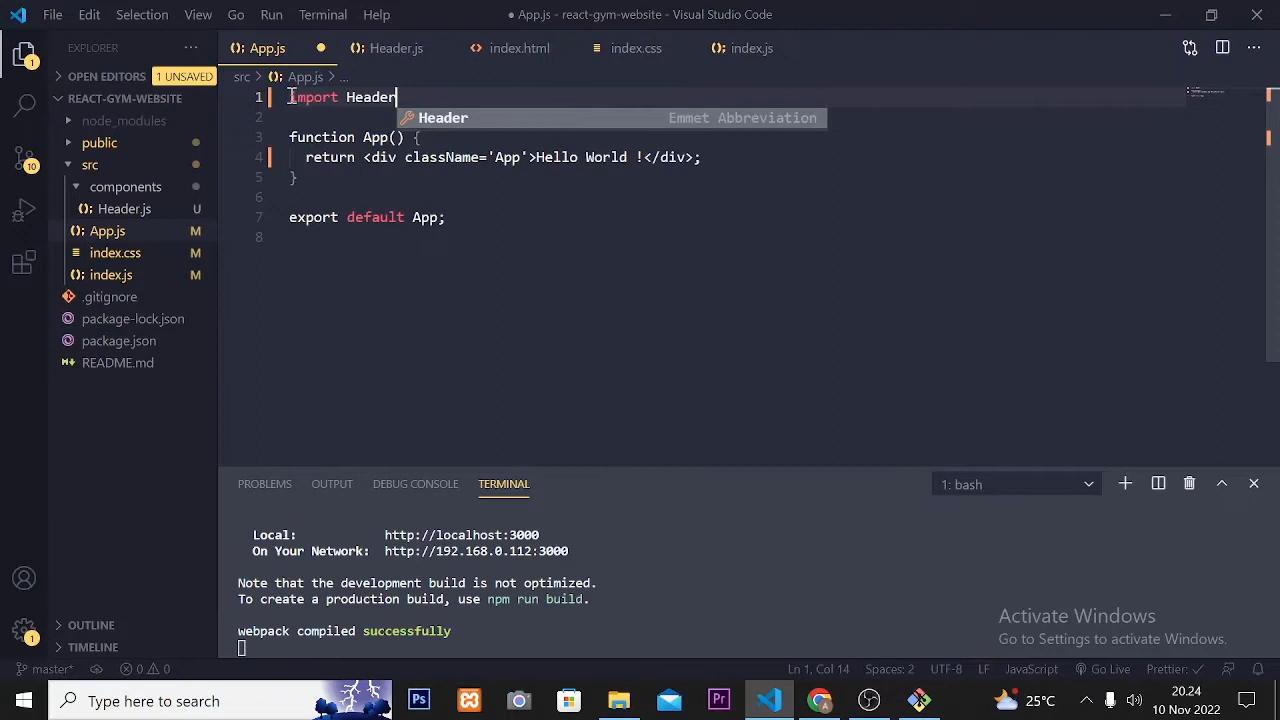 File Edit Selection View Go Run Terminal Help
● App.js - react-gym-website - Visual Studio Code
EXPLORER ...
App.js Header.js index.html index.css index.js
OPEN EDITORS 1 UNSAVED
src > App.js > ...
REACT-GYM-WEBSITE
node_modules
public
src
components
Header.js U
App.js M
index.css M
index.js M
.gitignore
package-lock.json
package.json
README.md
OUTLINE
TIMELINE
1
10
1
1 import Header
Header Emmet Abbreviation
2
3 function App() {
4 return <div className='App'>Hello World !</div>;
5 }
6
7 export default App;
8
PROBLEMS OUTPUT DEBUG CONSOLE TERMINAL
1: bash
Local: http://localhost:3000
On Your Network: http://192.168.0.112:3000
Note that the development build is not optimized.
To create a production build, use npm run build.
webpack compiled successfully
Activate Windows
Go to Settings to activate Windows.
master* 0 0 Ln 1, Col 14 Spaces: 2 UTF-8 LF JavaScript Go Live Prettier: ✓
Type here to search
Ps
Pr
25°C
20:24
10 Nov 2022